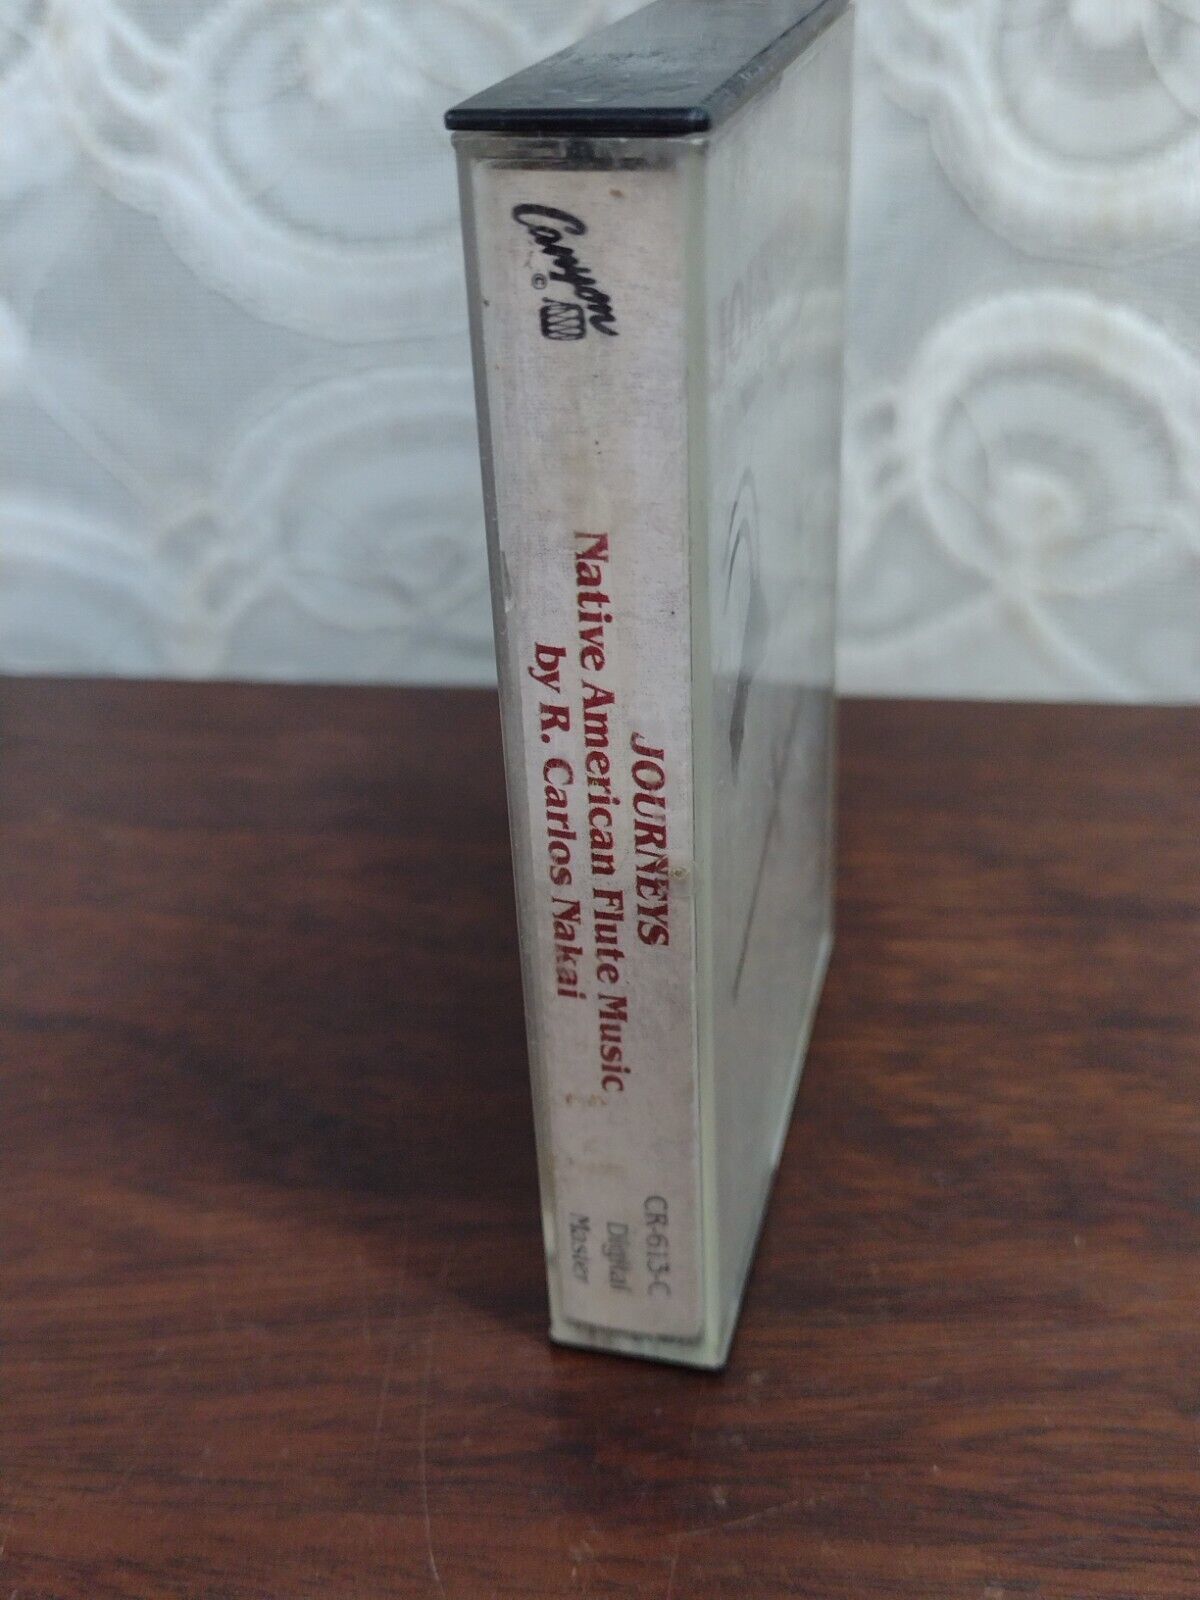 Canyon
©
JOURNEYS
Native American Flute Music
by R. Carlos Nakai
CR-613-C
Digital
Master